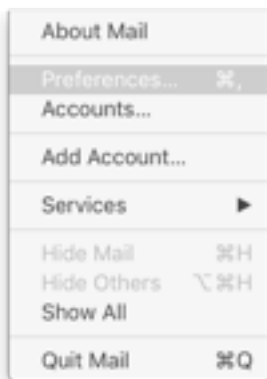 About Mail
Preferences... ⌘,
Accounts...
Add Account...
Services ▶
Hide Mail ⌘H
Hide Others ⌥⌘H
Show All
Quit Mail ⌘Q